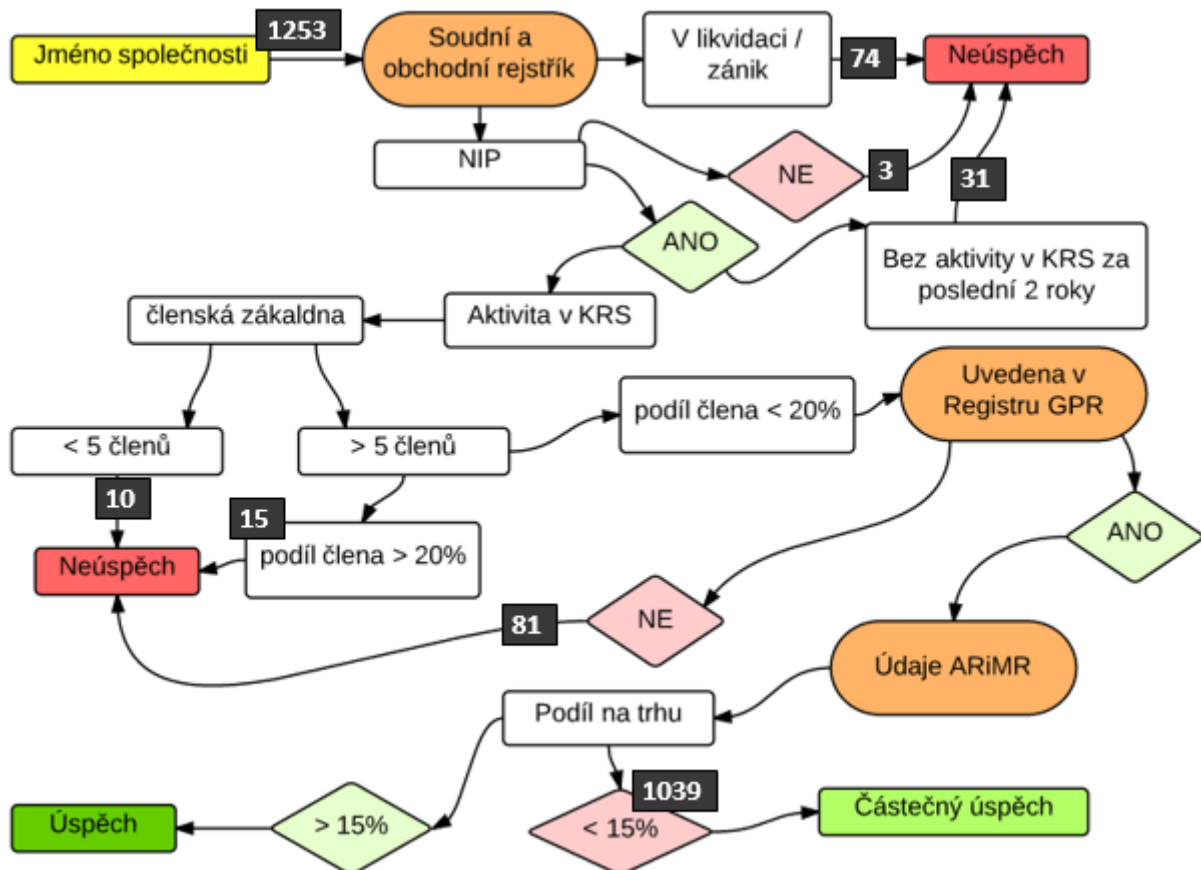 1253
Jméno společnosti
Soudní a
obchodní rejstřík
V likvidaci /
zánik
74
Neúspěch
NIP
NE
3
31
ANO
Bez aktivity v KRS za
poslední 2 roky
členská zákaldna
Aktivita v KRS
Uvedena v
Registru GPR
podíl člena < 20%
< 5 členů
> 5 členů
10
15
podíl člena > 20%
ANO
Neúspěch
81
NE
Údaje ARiMR
Podíl na trhu
1039
Úspěch
> 15%
< 15%
Částečný úspěch